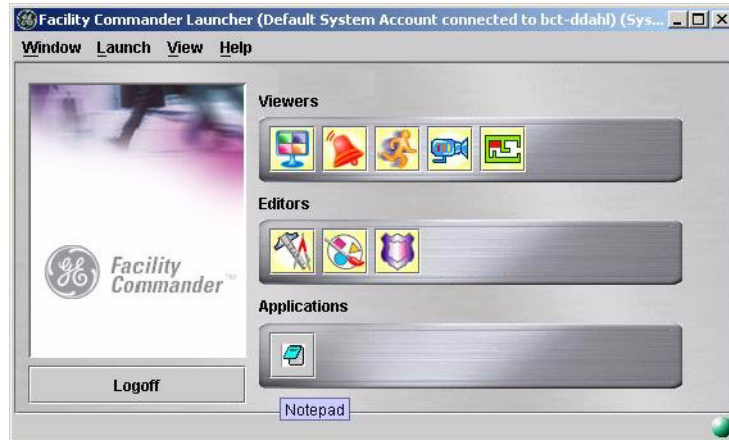 Facility Commander Launcher (Default System Account connected to bct-ddahl) (Sys...
Window Launch View Help
Viewers
Editors
Facility
Commander™
Applications
Logoff
Notepad